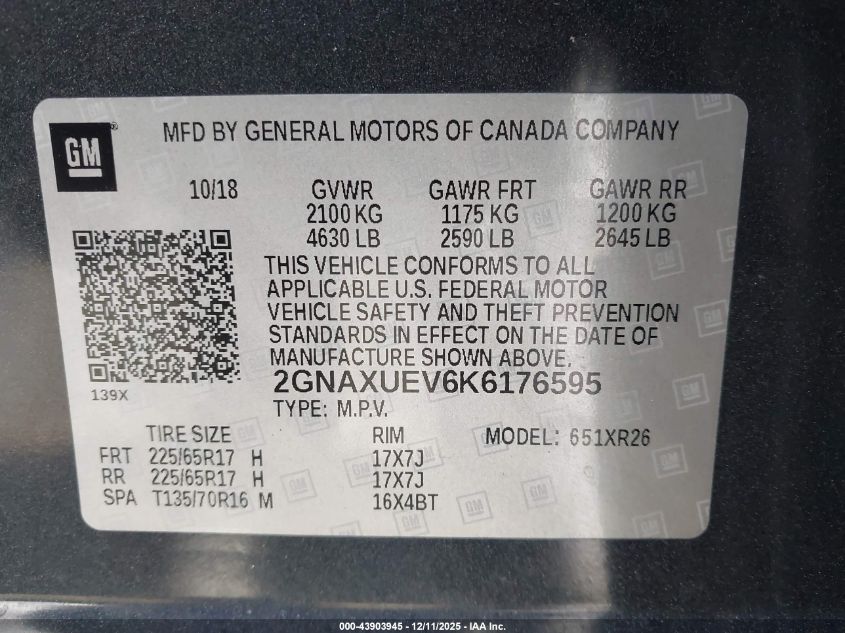 GM®
MFD BY GENERAL MOTORS OF CANADA COMPANY
10/18 GVWR GAWR FRT GAWR RR
2100 KG 1175 KG 1200 KG
4630 LB 2590 LB 2645 LB
THIS VEHICLE CONFORMS TO ALL
APPLICABLE U.S. FEDERAL MOTOR
VEHICLE SAFETY AND THEFT PREVENTION
STANDARDS IN EFFECT ON THE DATE OF
MANUFACTURE SHOWN ABOVE.
139X
2GNAXUEV6K6176595
TYPE: M.P.V.
TIRE SIZE RIM MODEL: 651XR26
FRT 225/65R17 H 17X7J
RR 225/65R17 H 17X7J
SPA T135/70R16 M 16X4BT
000-43903945 - 12/11/2025 - IAA Inc.